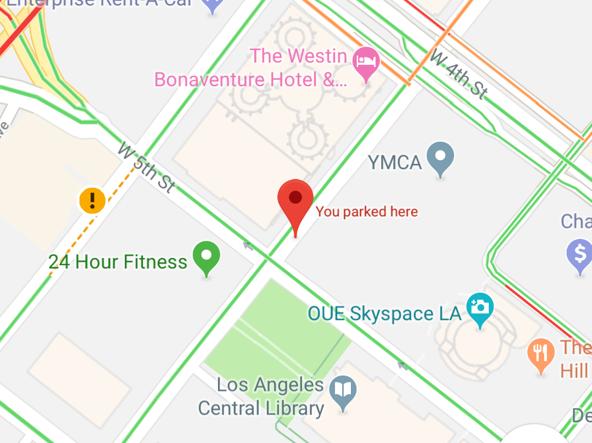 Enterprise Rent-A-Car
The Westin
Bonaventure Hotel &...
W 4th St
W 5th St
YMCA
You parked here
24 Hour Fitness
Cha
$
OUE Skyspace LA
The
Hill
Los Angeles
Central Library
De